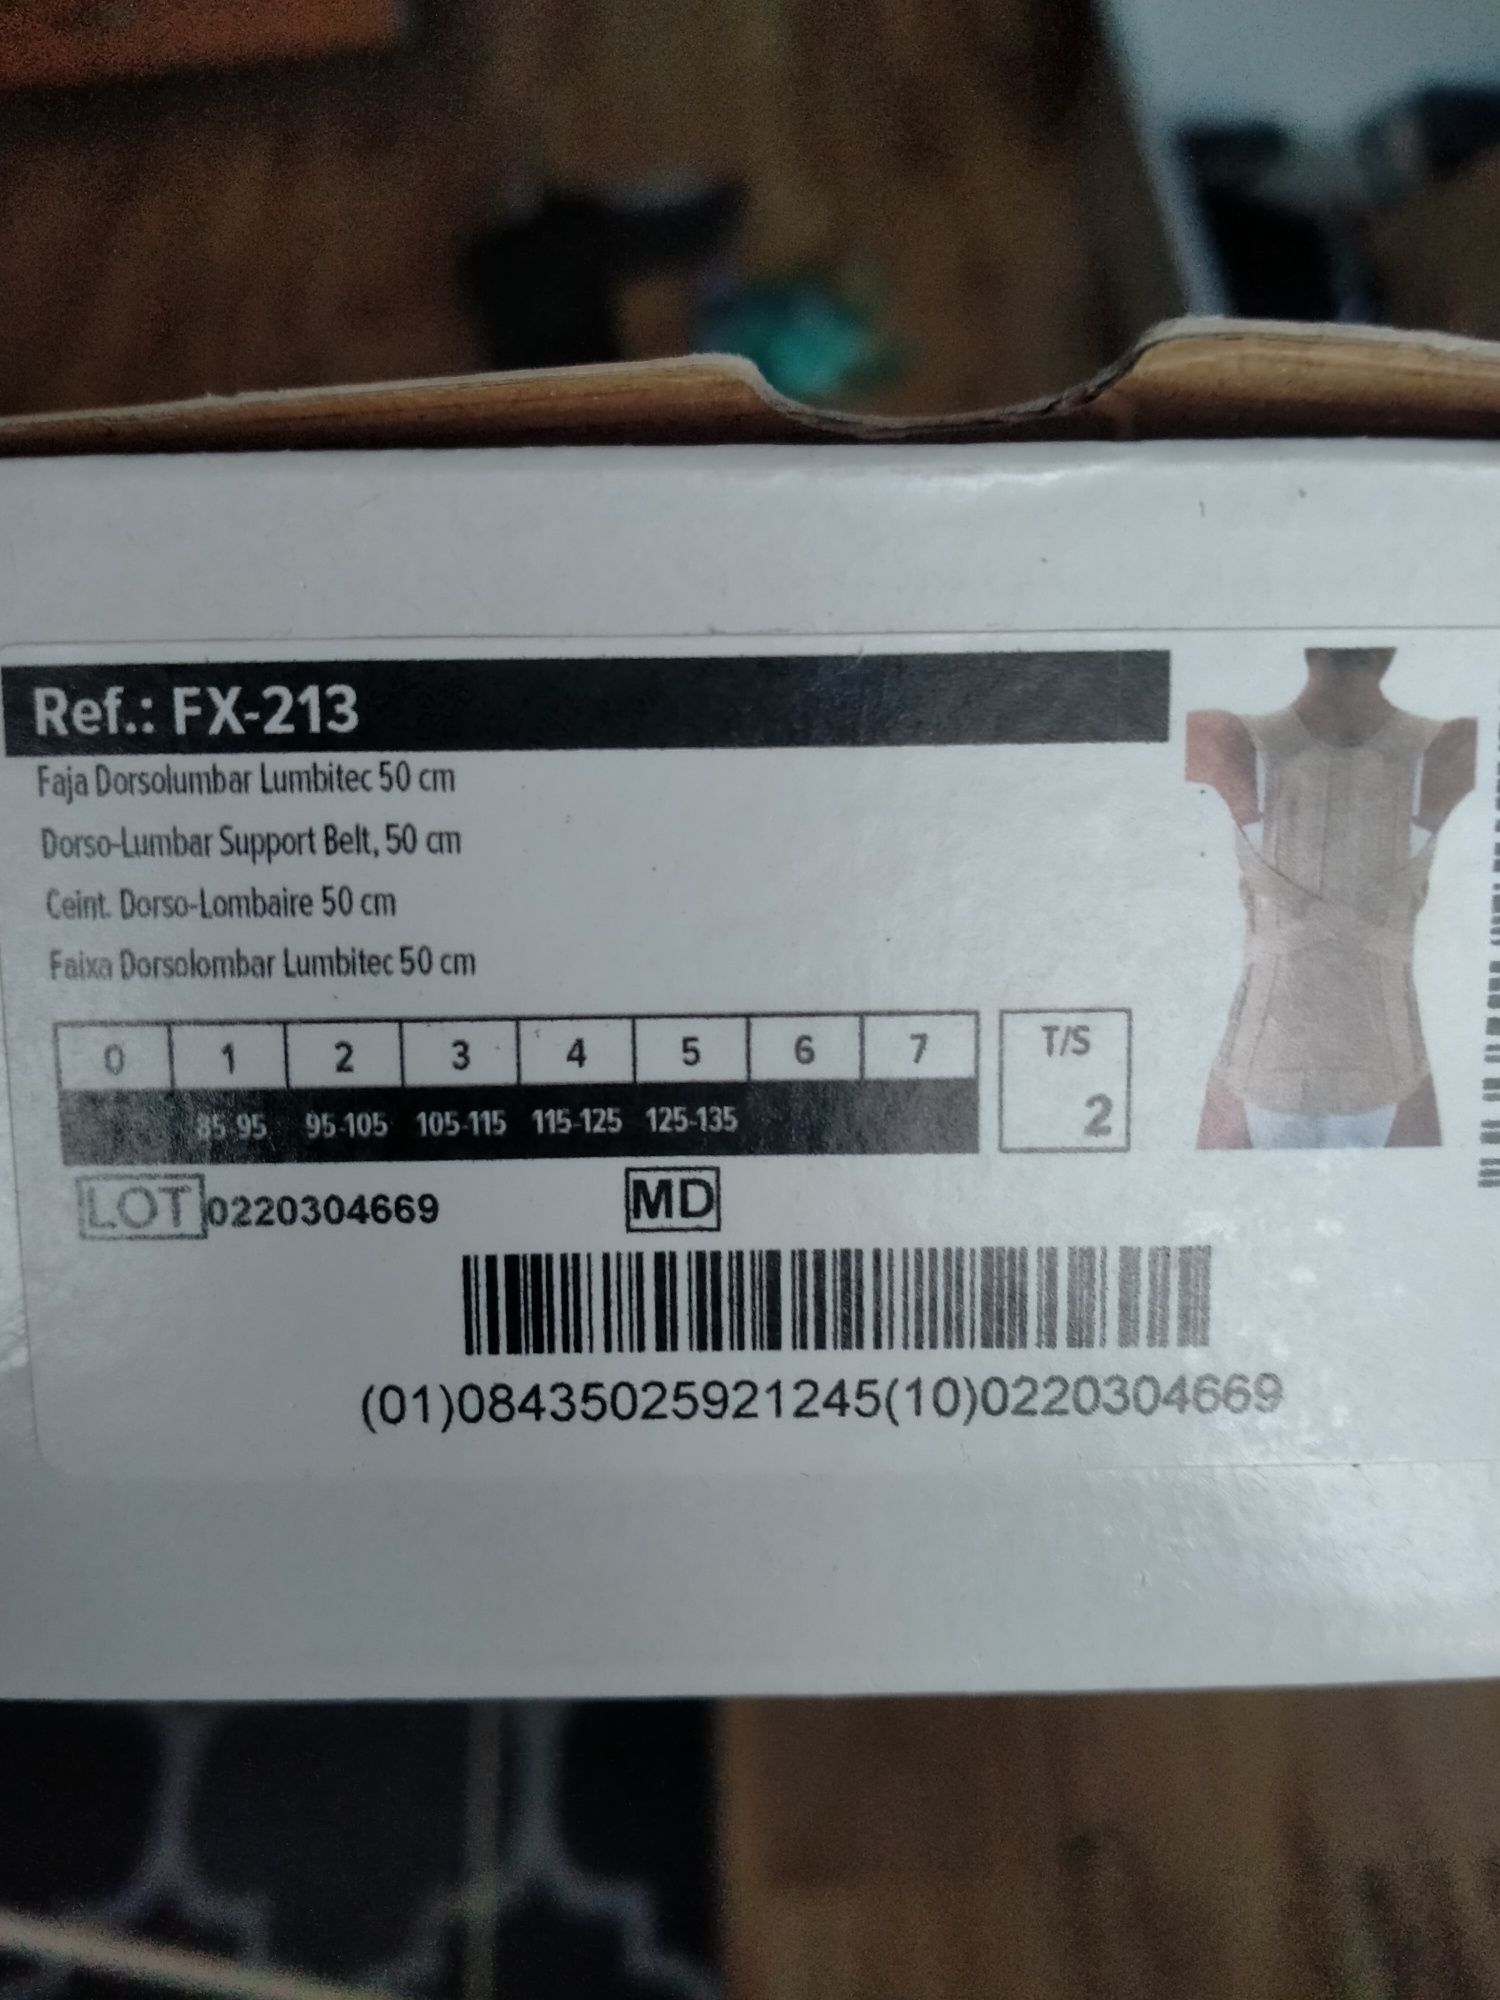 Ref.: FX-213
Faja Dorsolumbar Lumbitec 50 cm
Dorso-Lumbar Support Belt, 50 cm
Ceint. Dorso-Lombaire 50 cm
Faixa Dorsolombar Lumbitec 50 cm
0 1 2 3 4 5 6 7
85-95 95-105 105-115 115-125 125-135
T/S
2
LOT 0220304669 MD
(01)08435025921245(10)0220304669